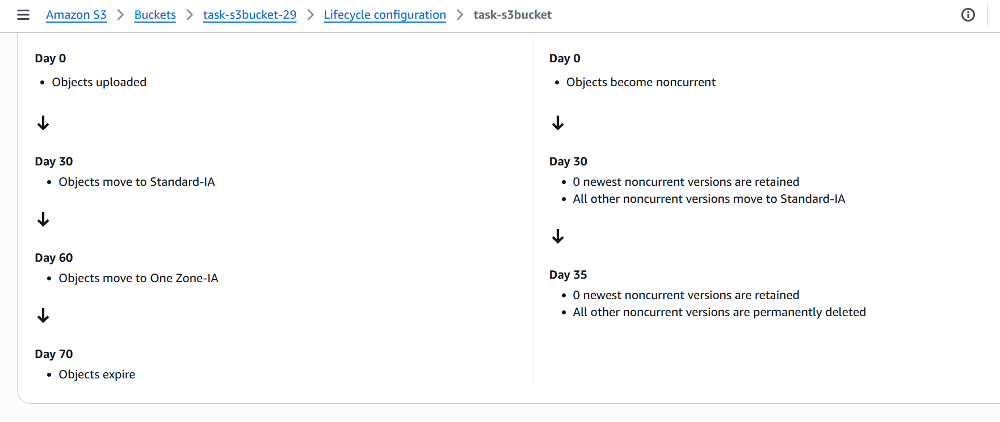 Amazon S3 > Buckets > task-s3bucket-29 > Lifecycle configuration > task-s3bucket
Day 0
• Objects uploaded
↓
Day 30
• Objects move to Standard-IA
↓
Day 60
• Objects move to One Zone-IA
↓
Day 70
• Objects expire
Day 0
• Objects become noncurrent
↓
Day 30
• 0 newest noncurrent versions are retained
• All other noncurrent versions move to Standard-IA
↓
Day 35
• 0 newest noncurrent versions are retained
• All other noncurrent versions are permanently deleted